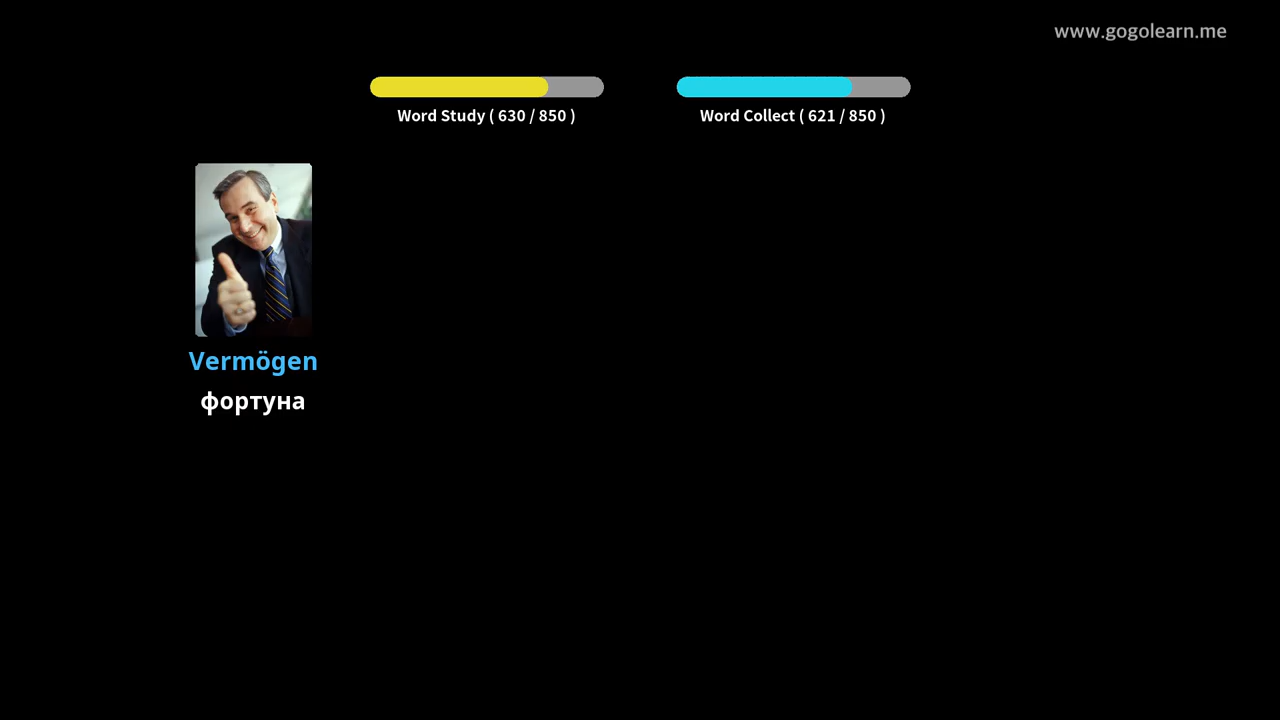 www.gogolearn.me
Word Study ( 630 / 850 )
Word Collect ( 621 / 850 )
Vermögen
фортуна